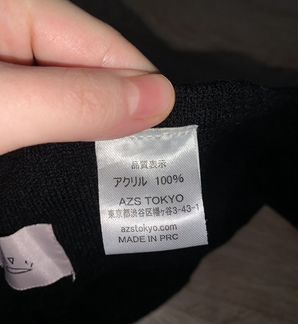 品質表示
アクリル 100%
AZS TOKYO
東京都渋谷区幡ヶ谷3-43-1
azstokyo.com
MADE IN PRC